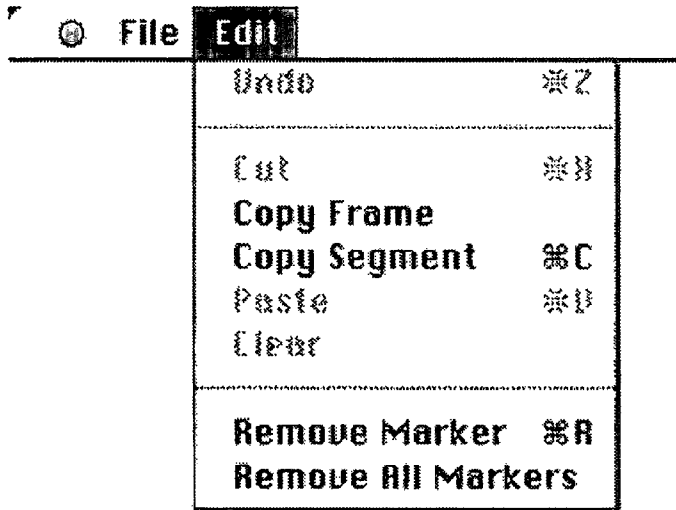 File Edit
Undo ⌘Z
Cut ⌘X
Copy Frame
Copy Segment ⌘C
Paste ⌘V
Clear
Remove Marker ⌘R
Remove All Markers